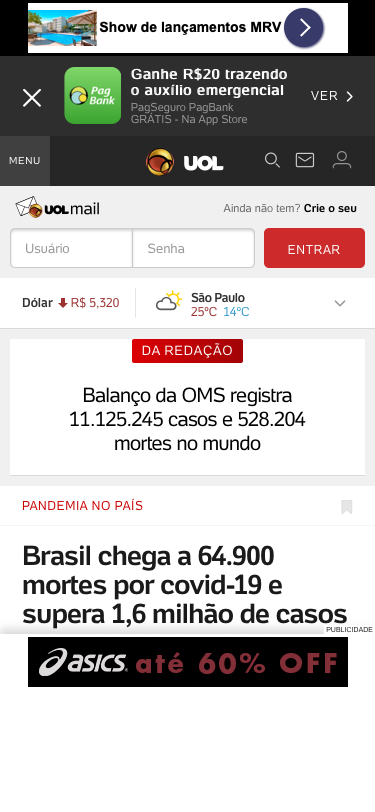 Show de lançamentos MRV
Ganhe R$20 trazendo
o auxílio emergencial
PagSeguro PagBank
GRÁTIS - Na App Store
VER
Pag
Bank
MENU
UOL
UOL mail
Ainda não tem? Crie o seu
Usuário
Senha
ENTRAR
Dólar R$ 5,320
São Paulo
25ºC 14ºC
DA REDAÇÃO
Balanço da OMS registra
11.125.245 casos e 528.204
mortes no mundo
PANDEMIA NO PAÍS
Brasil chega a 64.900
mortes por covid-19 e
supera 1,6 milhão de casos
PUBLICIDADE
asics até 60% OFF